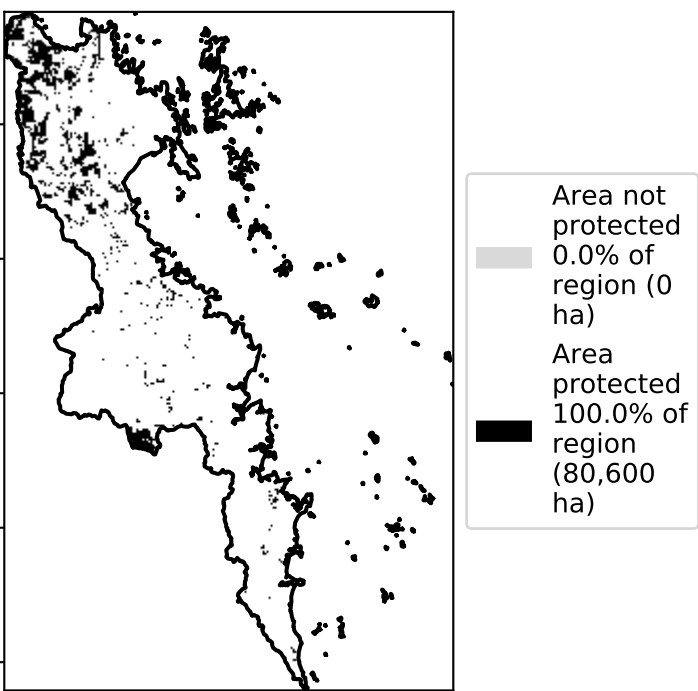 Area not
protected
0.0% of
region (0
ha)
Area
protected
100.0% of
region
(80,600
ha)